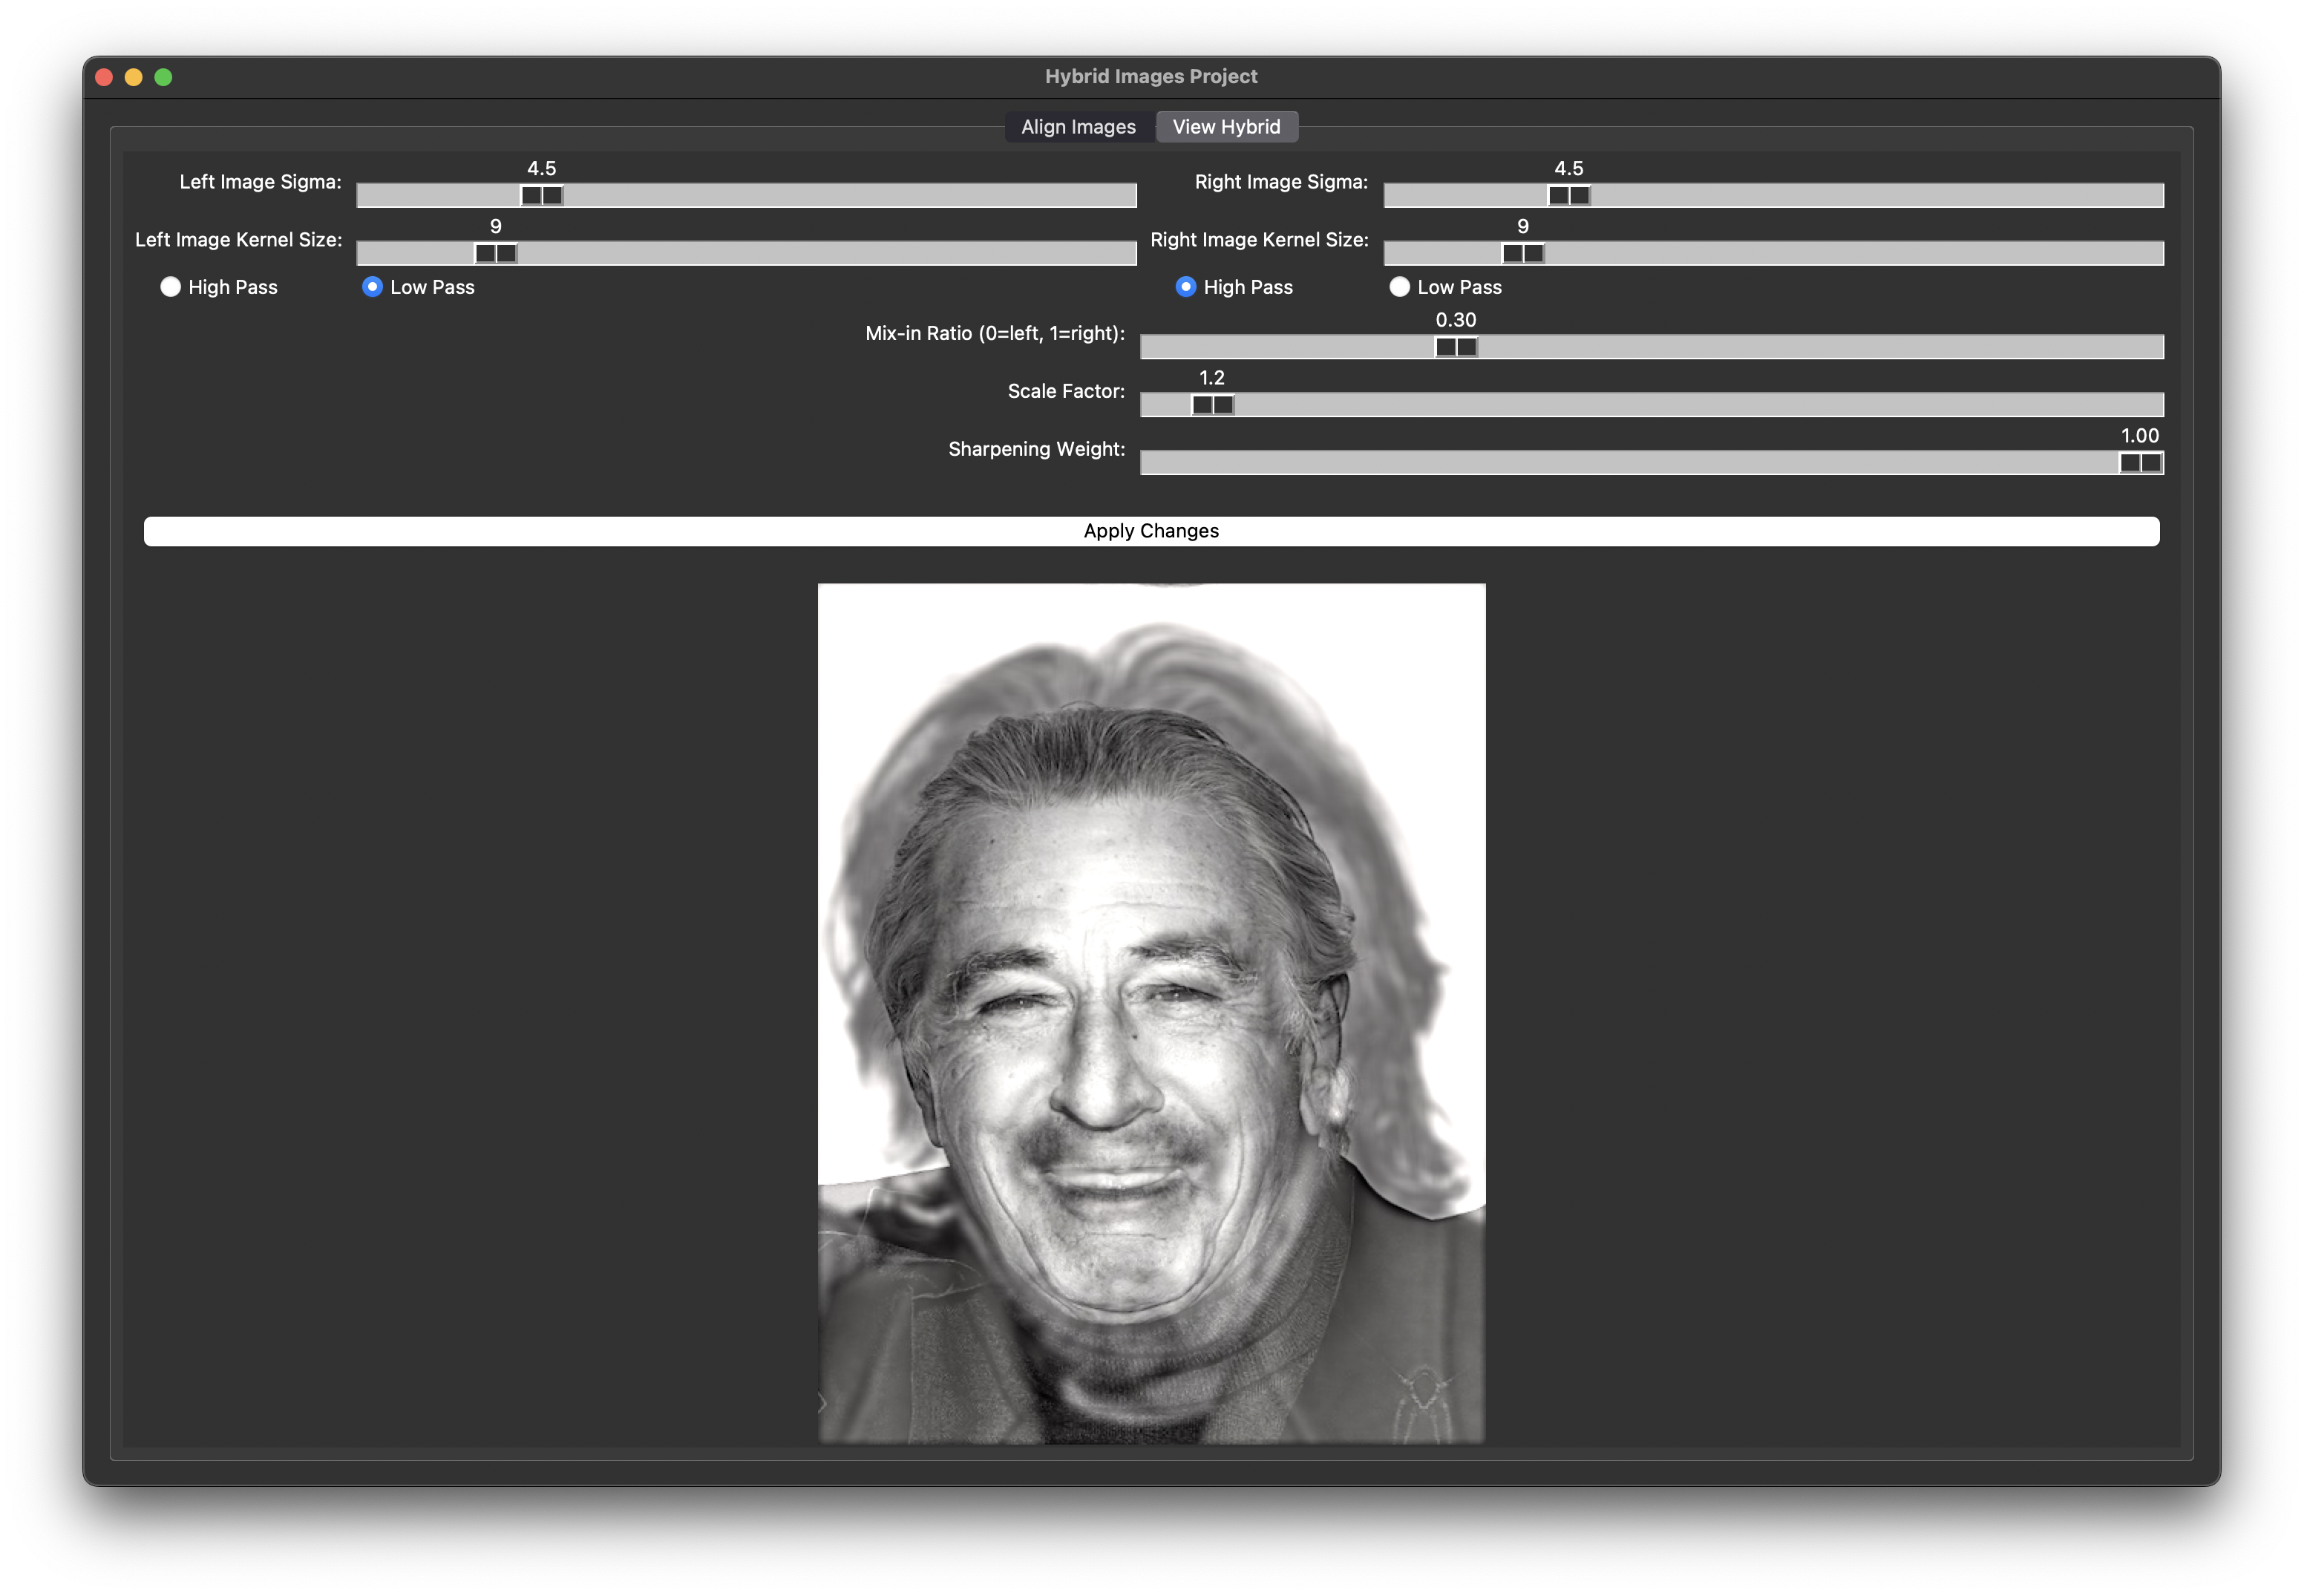 Hybrid Images Project
Align Images View Hybrid
Left Image Sigma: 4.5 Right Image Sigma: 4.5
Left Image Kernel Size: 9 Right Image Kernel Size: 9
High Pass Low Pass High Pass Low Pass
Mix-in Ratio (0=left, 1=right): 0.30
Scale Factor: 1.2
Sharpening Weight: 1.00
Apply Changes